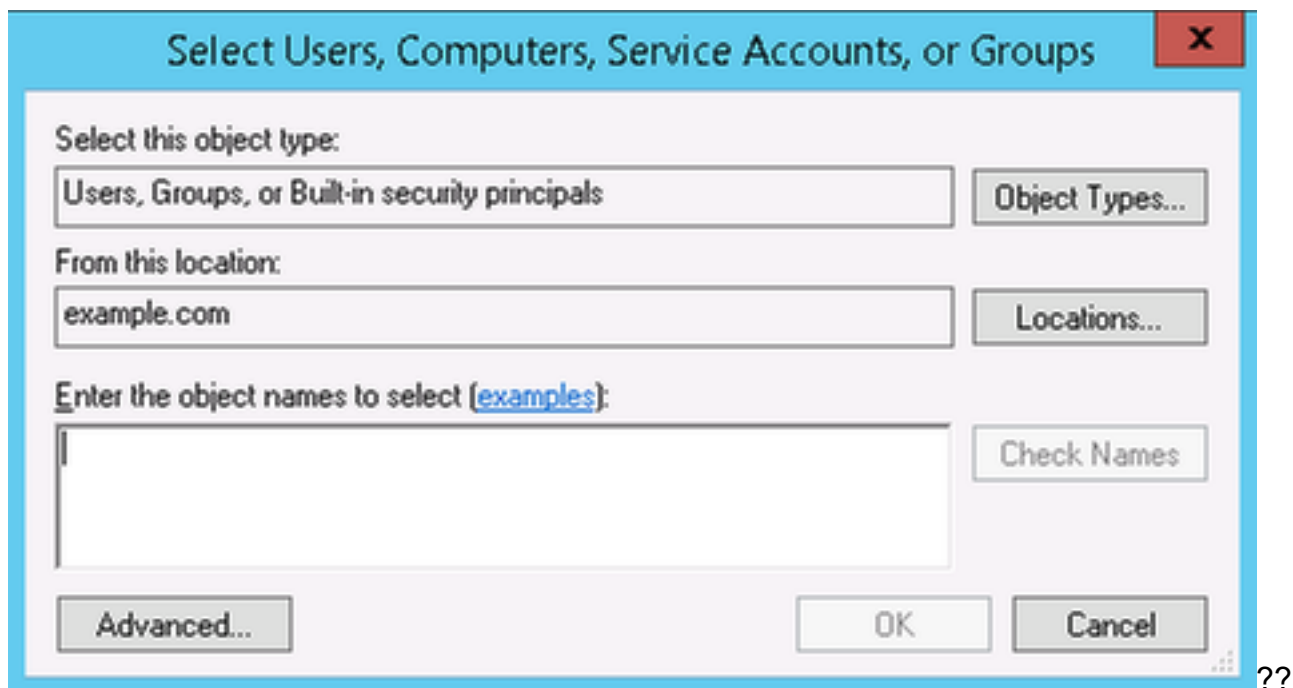 Select Users, Computers, Service Accounts, or Groups x
Select this object type:
Users, Groups, or Built-in security principals
Object Types...
From this location:
example.com
Locations...
Enter the object names to select (examples):
Check Names
Advanced...
OK
Cancel
??